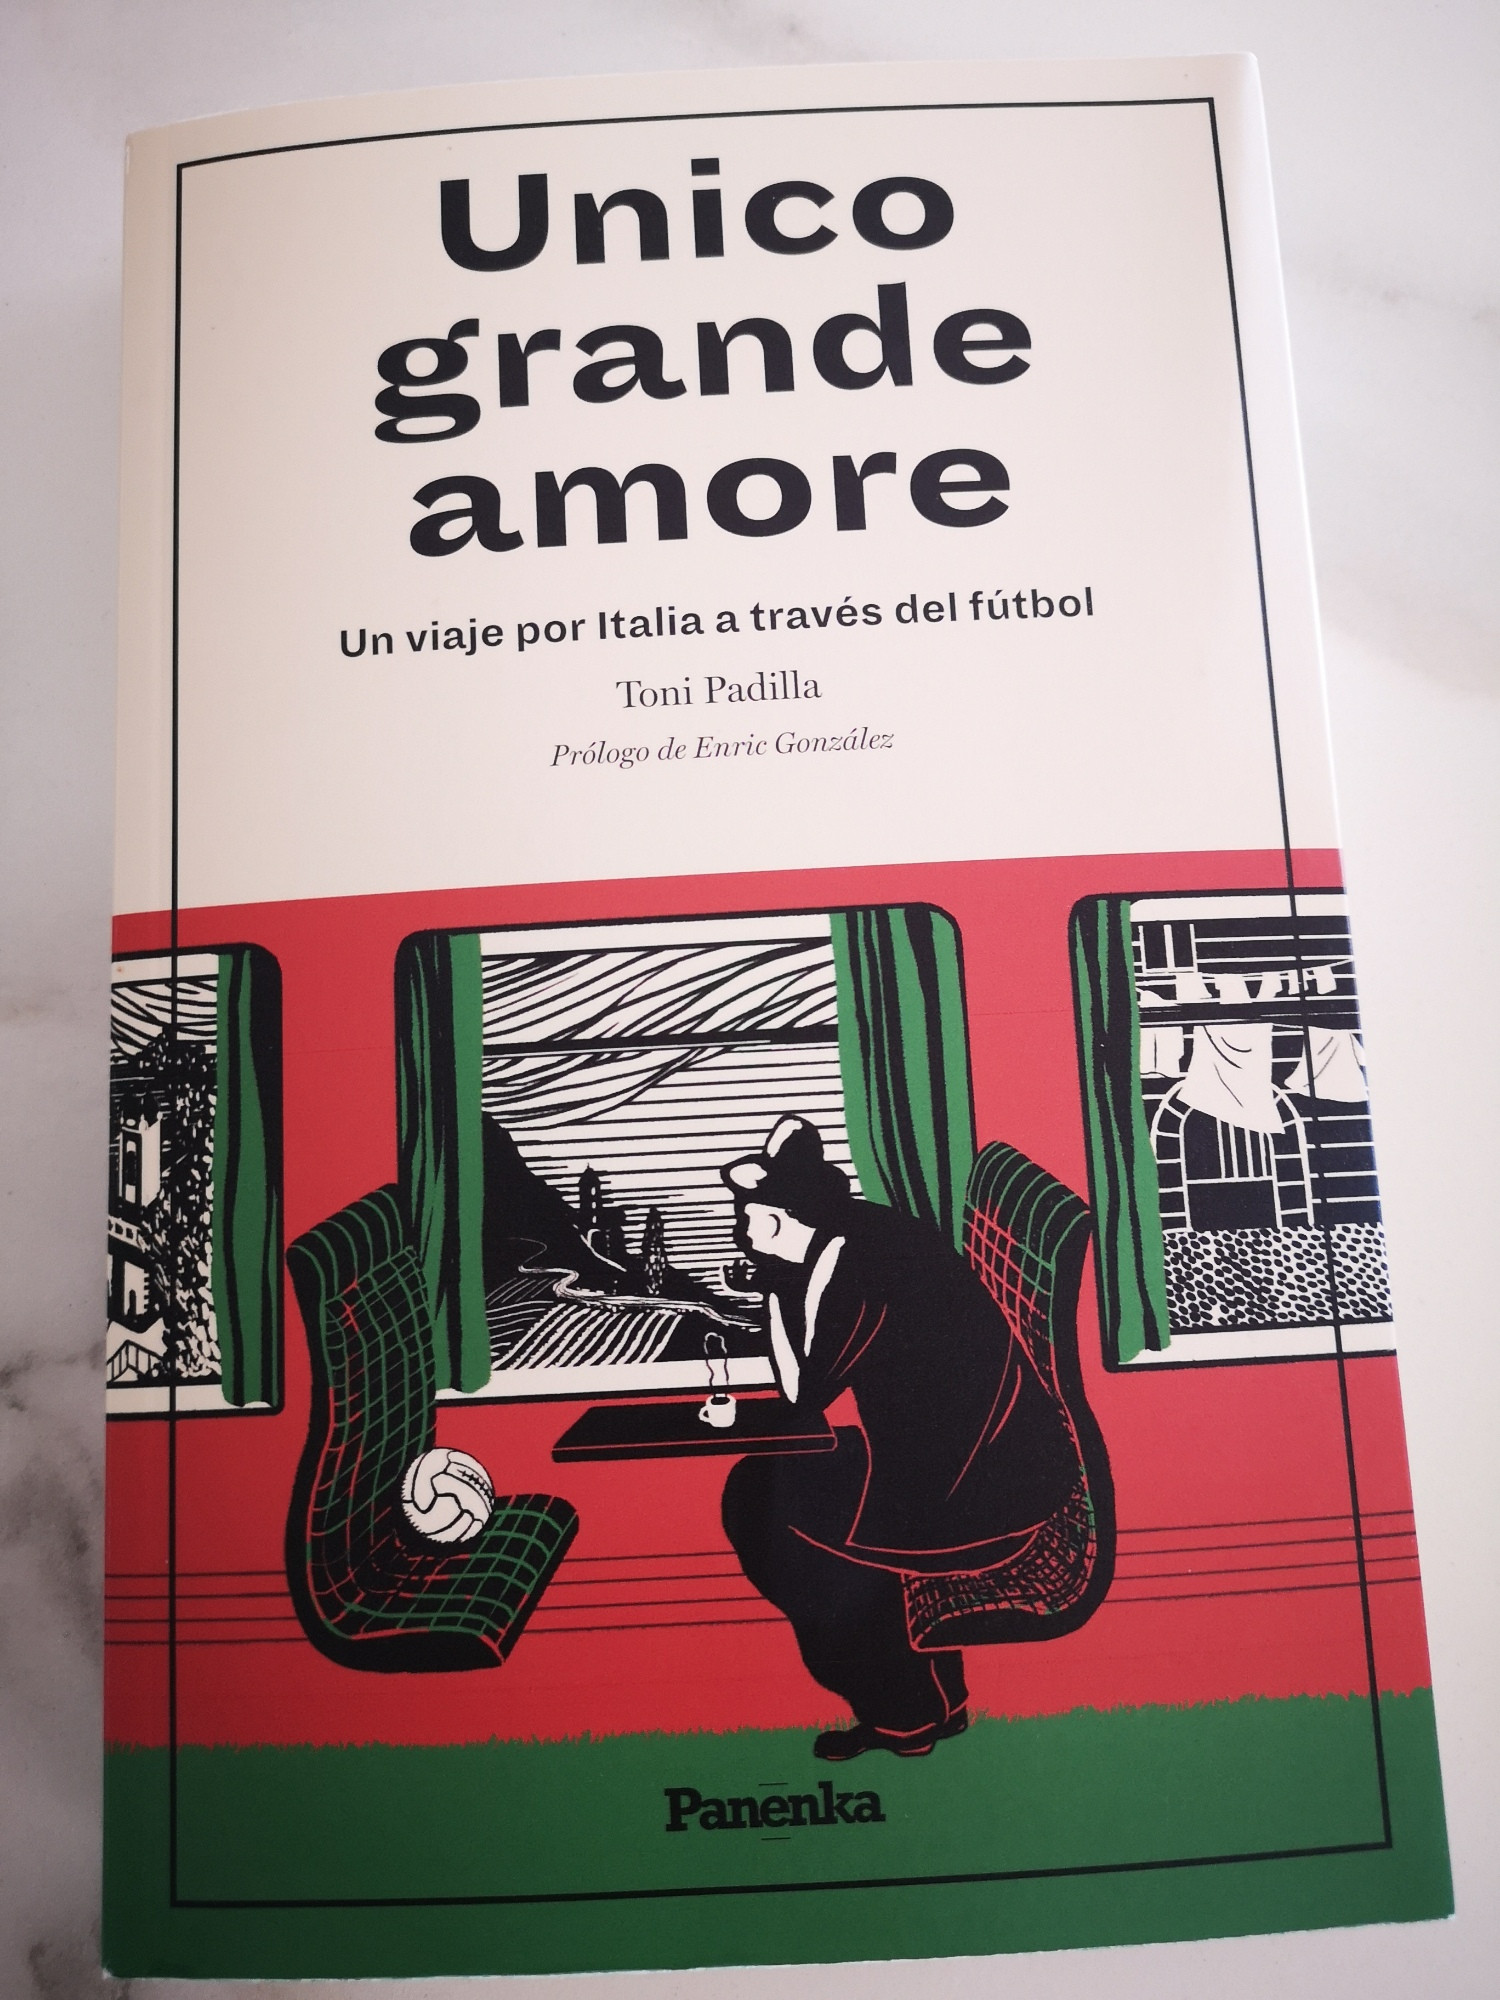 Unico
grande
amore
Un viaje por Italia a través del fútbol
Toni Padilla
Prólogo de Enric González
Panenka